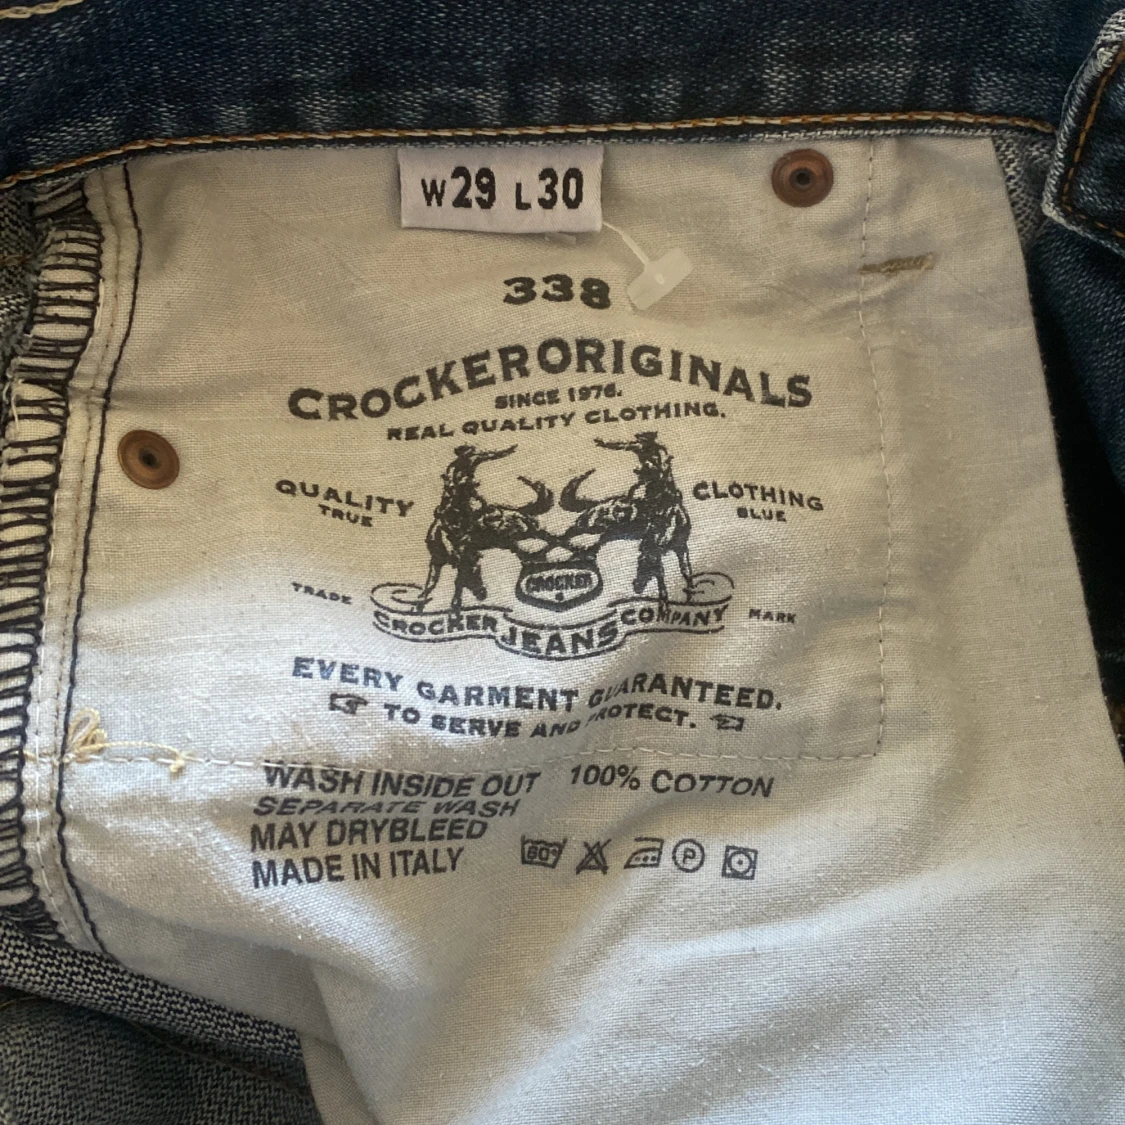 W29 L30
338
CROCKER ORIGINALS
SINCE 1976.
REAL QUALITY CLOTHING.
QUALITY CLOTHING
TRUE BLUE
CROCKER
TRADE MARK
CROCKER JEANS COMPANY
EVERY GARMENT GUARANTEED.
TO SERVE AND PROTECT.
WASH INSIDE OUT 100% COTTON
SEPARATE WASH
MAY DRYBLEED
MADE IN ITALY
60° P